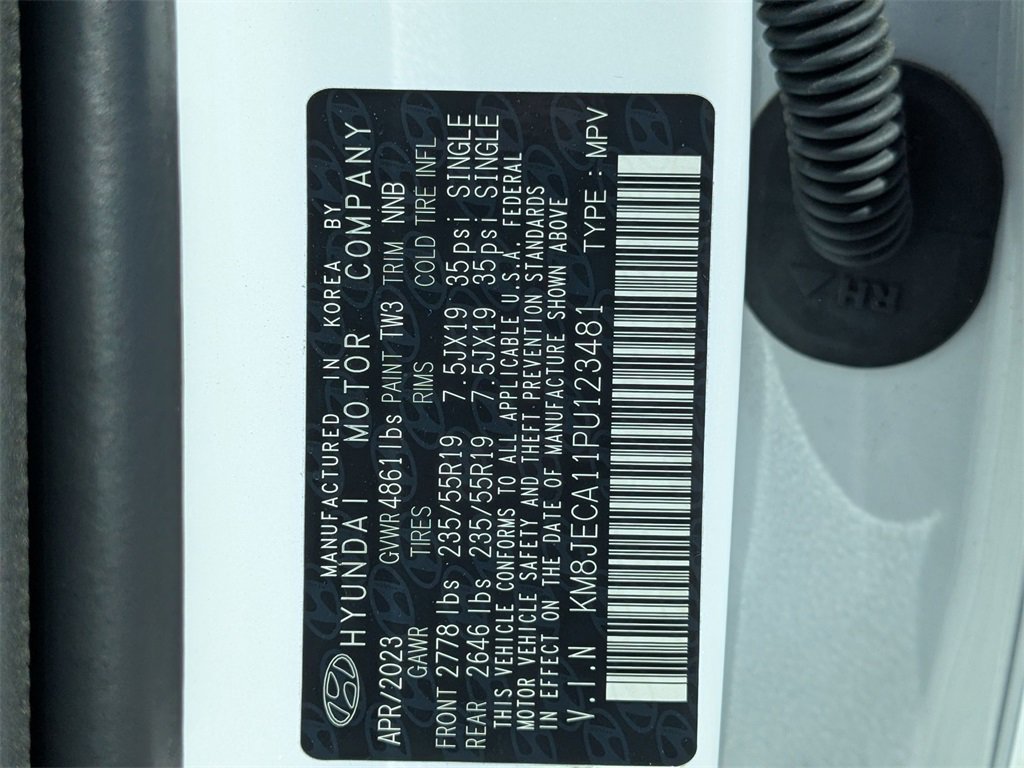 MANUFACTURED IN KOREA BY
HYUNDAI MOTOR COMPANY
APR/2023 GVWR 4861lbs PAINT TW3 TRIM NNB
GAWR TIRES RIMS COLD TIRE INFL
FRONT 2778 lbs 235/55R19 7.5JX19 35psi SINGLE
REAR 2646 lbs 235/55R19 7.5JX19 35psi SINGLE
THIS VEHICLE CONFORMS TO ALL APPLICABLE U.S.A. FEDERAL
MOTOR VEHICLE SAFETY AND THEFT PREVENTION STANDARDS
IN EFFECT ON THE DATE OF MANUFACTURE SHOWN ABOVE
V.I.N KM8JECA11PU123481 TYPE : MPV